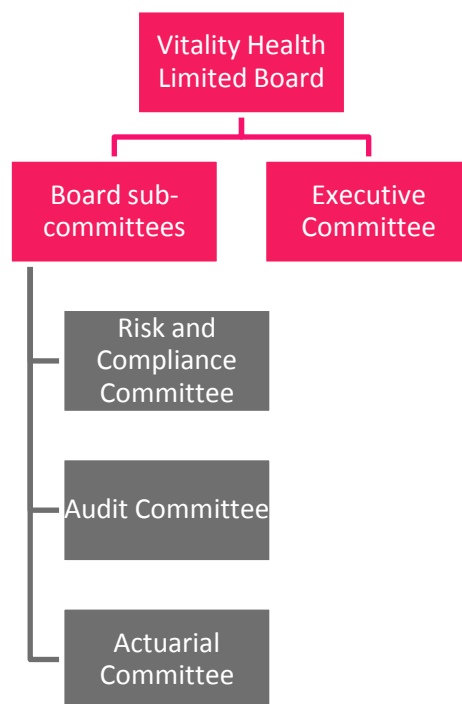 Vitality Health
Limited Board
Board sub-
committees
Executive
Committee
Risk and
Compliance
Committee
Audit Committee
Actuarial
Committee